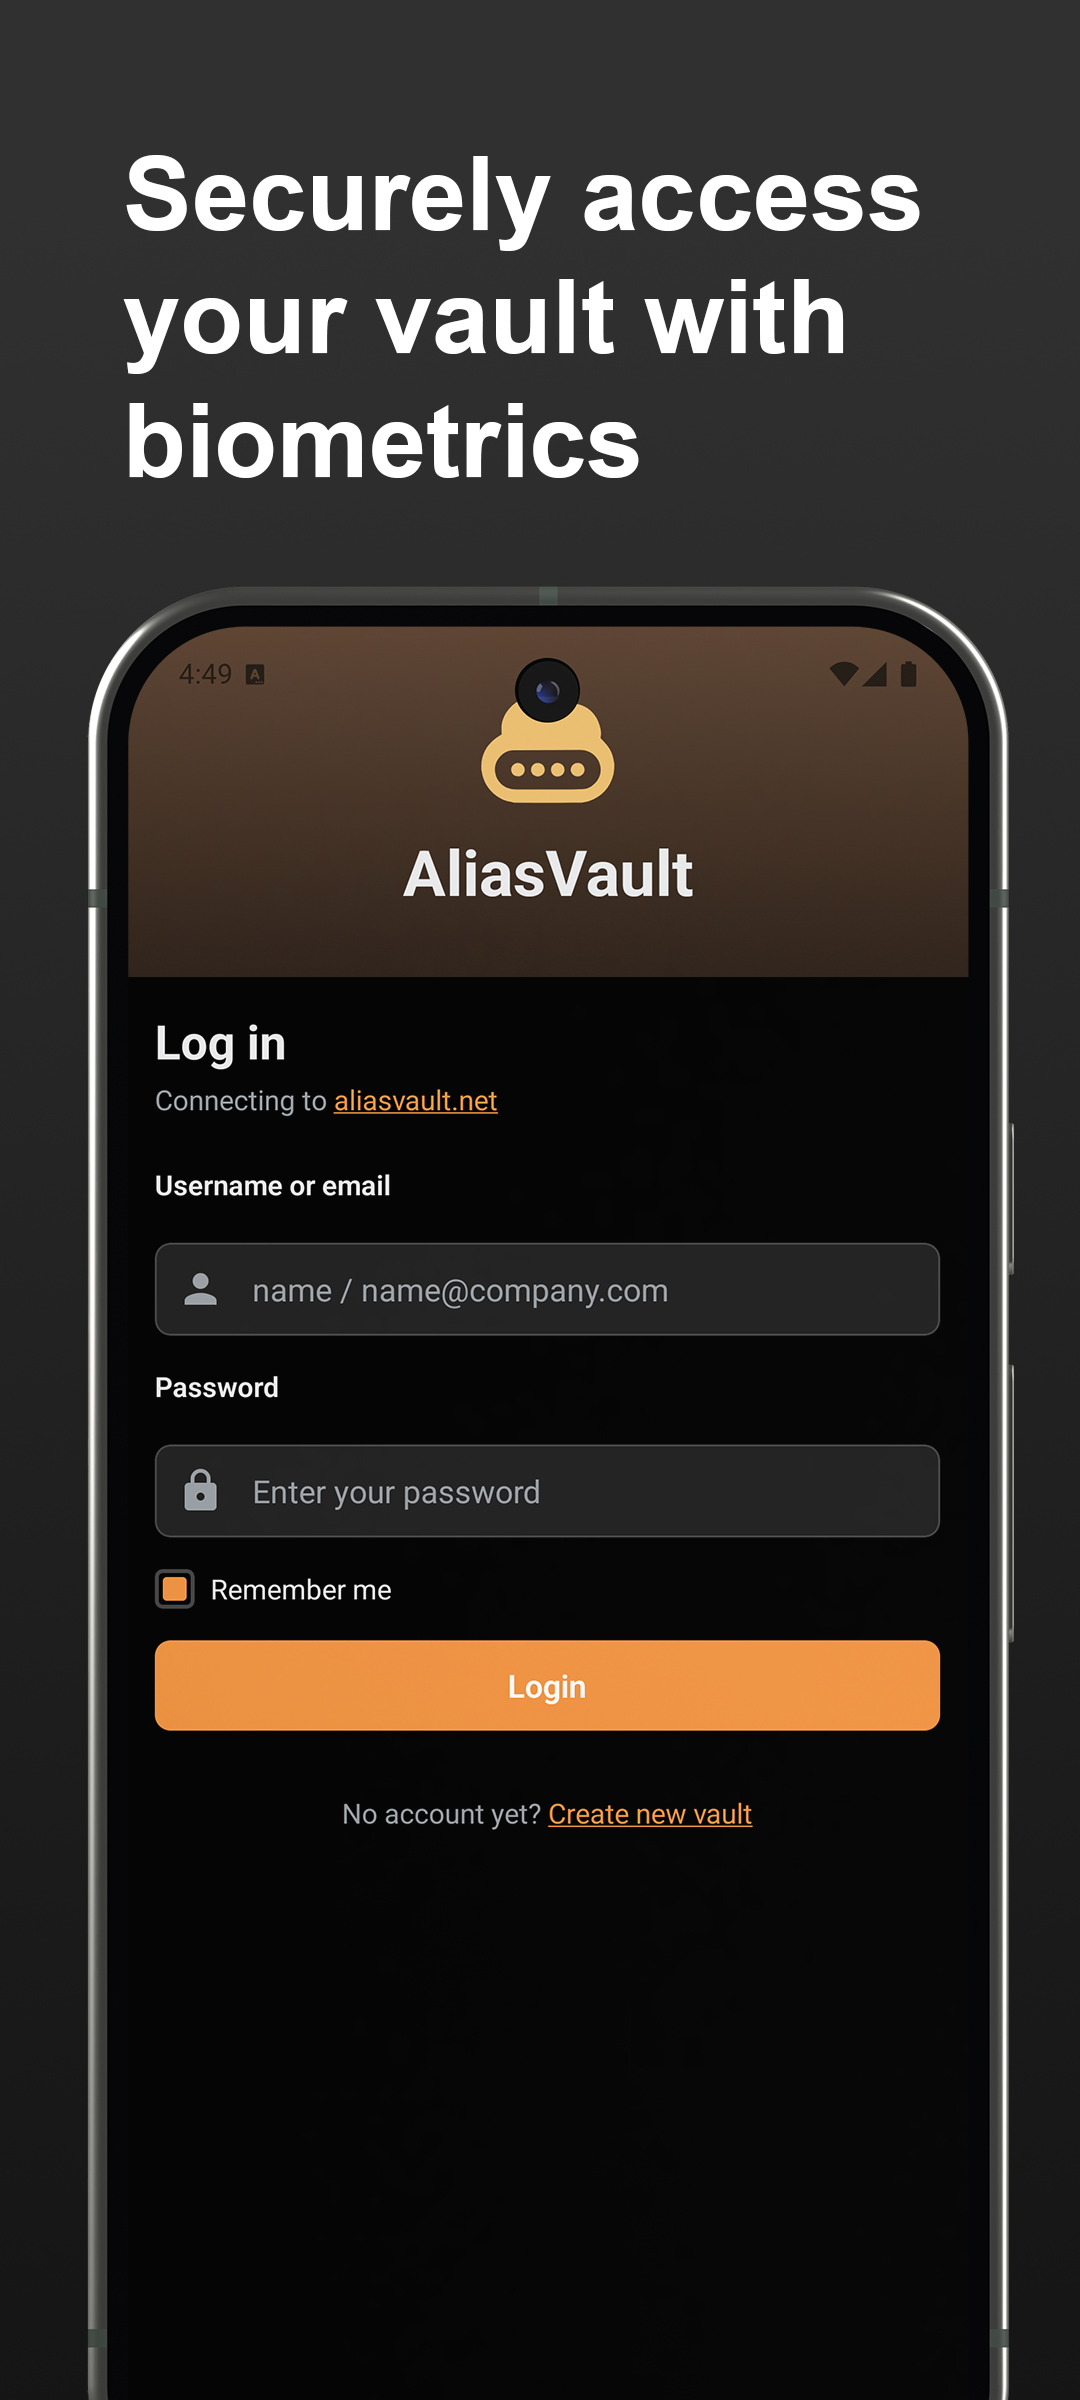 Securely access
your vault with
biometrics
4:49 A
AliasVault
Log in
Connecting to aliasvault.net
Username or email
name / name@company.com
Password
Enter your password
Remember me
Login
No account yet? Create new vault